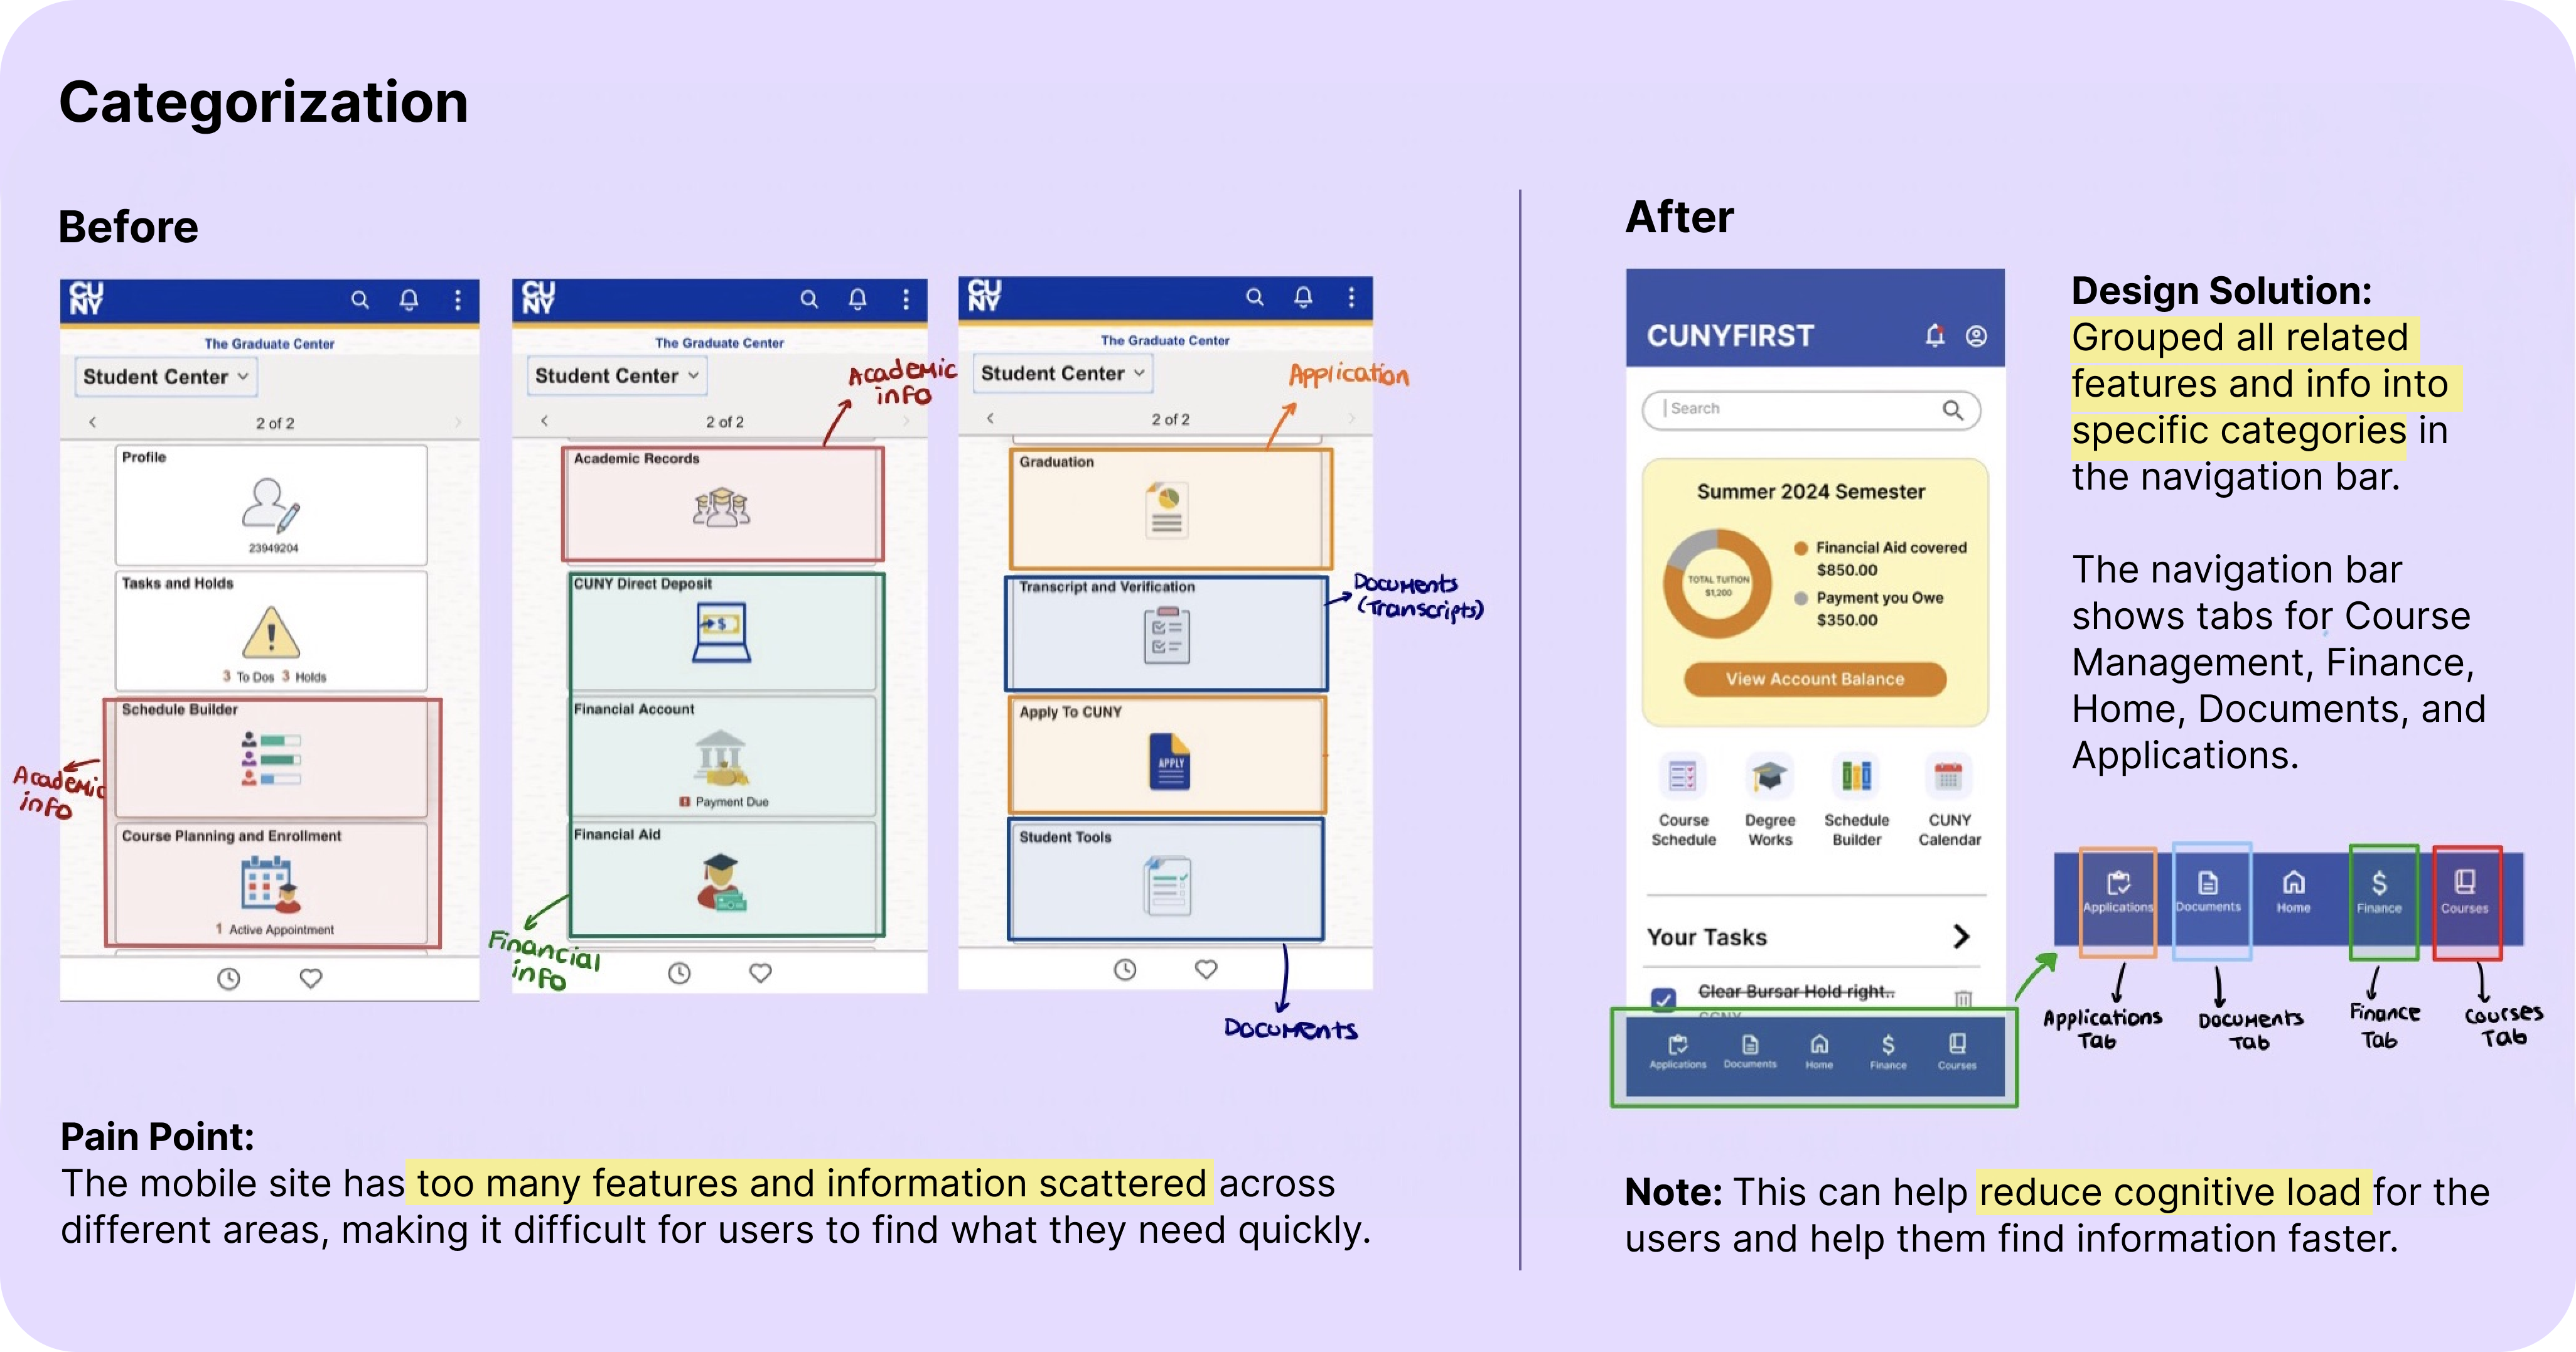 Categorization
Before
CU
NY
The Graduate Center
Student Center
2 of 2
Profile
23949204
Tasks and Holds
3 To Dos 3 Holds
Schedule Builder
Course Planning and Enrollment
1 Active Appointment
Academic
info
CU
NY
The Graduate Center
Student Center
2 of 2
Academic
info
Academic Records
CUNY Direct Deposit
$
Financial Account
Payment Due
Financial Aid
Financial
info
CU
NY
The Graduate Center
Student Center
2 of 2
Application
Graduation
Transcript and Verification
Documents
(Transcripts)
Apply To CUNY
APPLY
Student Tools
Documents
Pain Point:
The mobile site has too many features and information scattered across
different areas, making it difficult for users to find what they need quickly.
After
CUNYFIRST
Search
Summer 2024 Semester
TOTAL TUITION
$1,200
Financial Aid covered
$850.00
Payment you Owe
$350.00
View Account Balance
Course
Schedule
Degree
Works
Schedule
Builder
CUNY
Calendar
Your Tasks
Clear Bursar Hold right..
CCNY
Applications
Documents
Home
$
Finance
Courses
Design Solution:
Grouped all related
features and info into
specific categories in
the navigation bar.
The navigation bar
shows tabs for Course
Management, Finance,
Home, Documents, and
Applications.
Applications
Documents
Home
$
Finance
Courses
Applications
Tab
Documents
Tab
Finance
Tab
Courses
Tab
Note: This can help reduce cognitive load for the
users and help them find information faster.